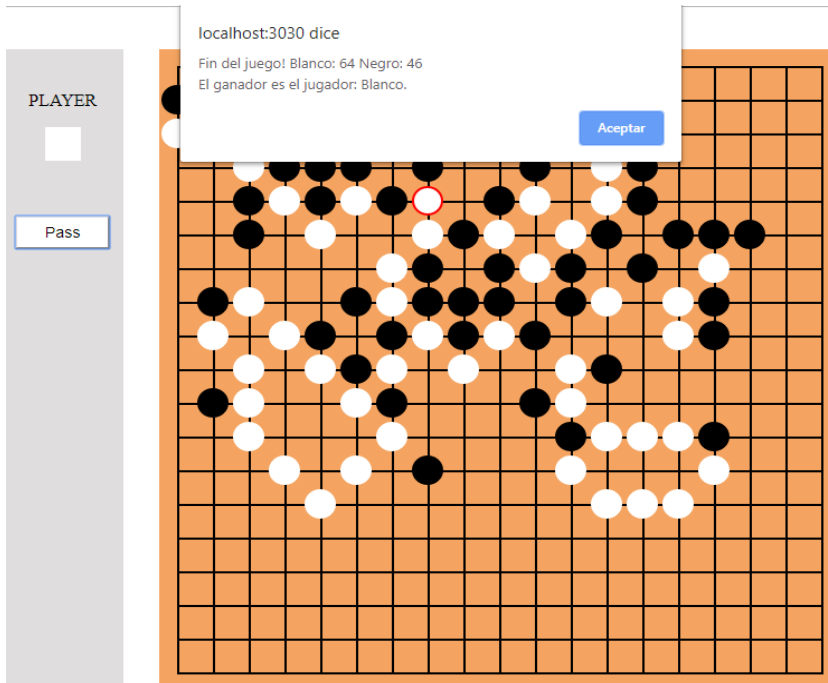 localhost:3030 dice
Fin del juego! Blanco: 64 Negro: 46
El ganador es el jugador: Blanco.
Aceptar
PLAYER
Pass